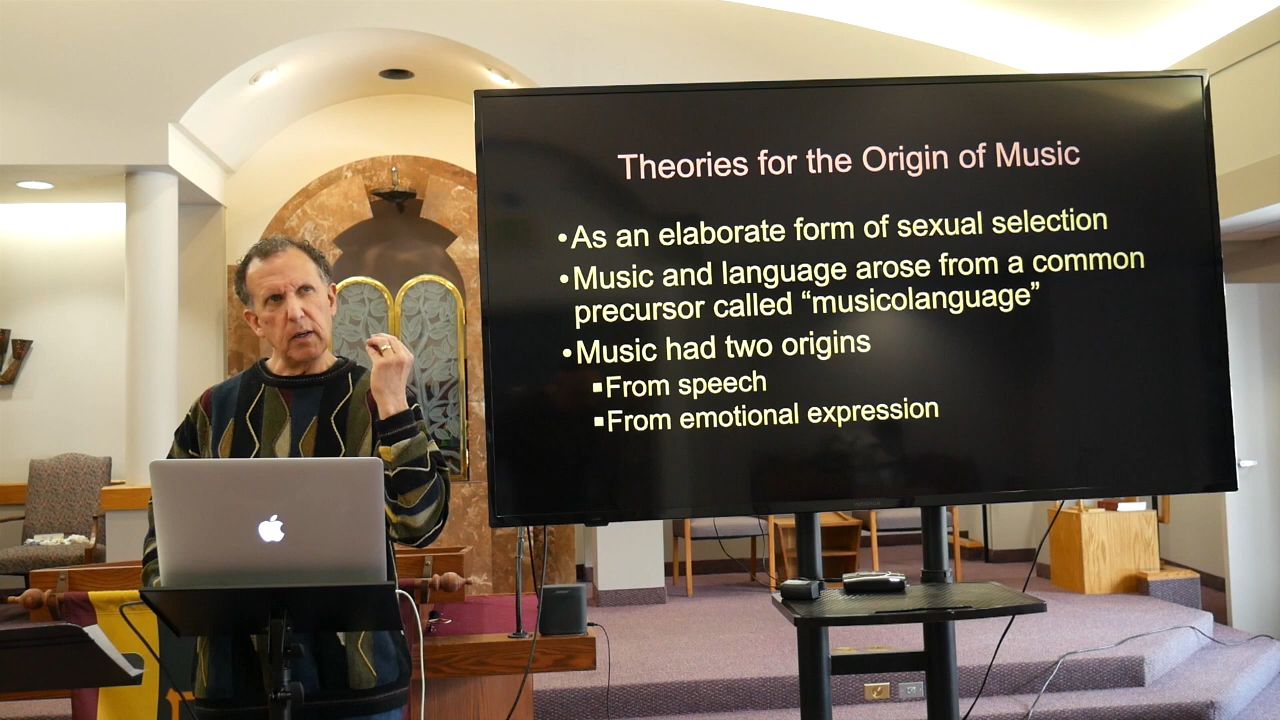 Theories for the Origin of Music
•As an elaborate form of sexual selection
•Music and language arose from a common
precursor called “musicolanguage”
•Music had two origins
▪From speech
▪From emotional expression